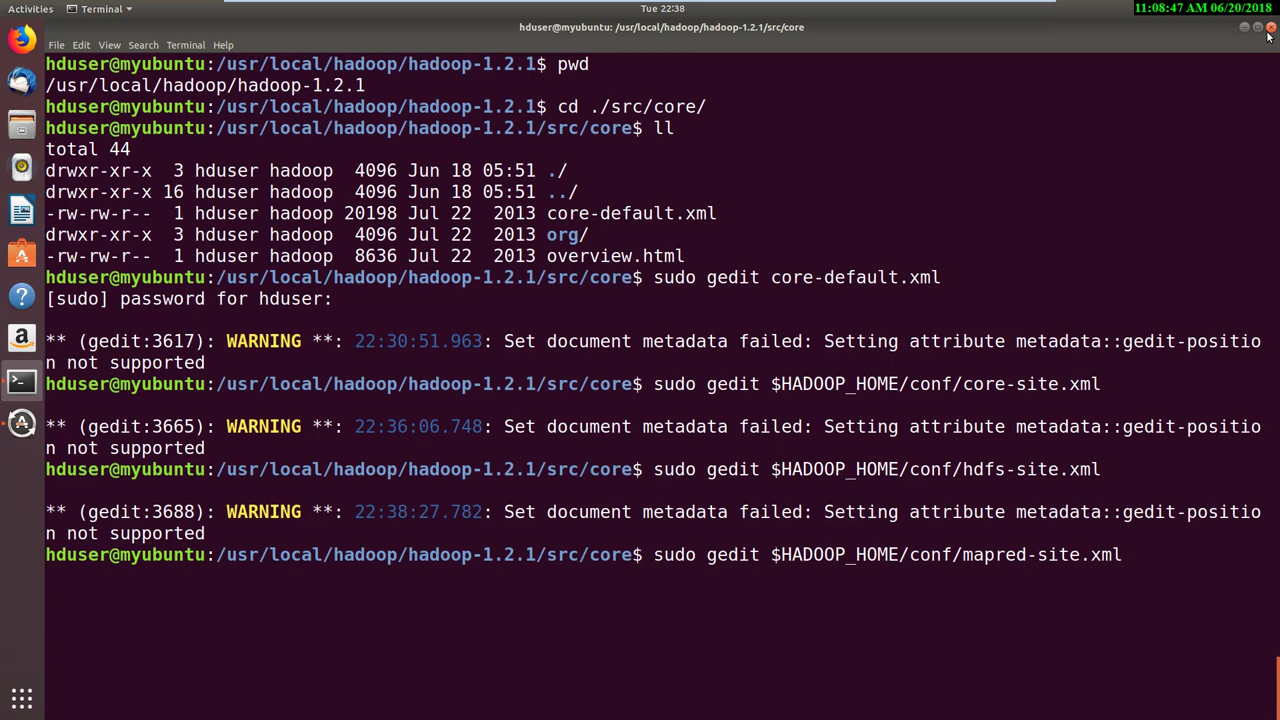 Activities Terminal Tue 22:38 11:08:47 AM 06/20/2018
hduser@myubuntu: /usr/local/hadoop/hadoop-1.2.1/src/core
File Edit View Search Terminal Help
hduser@myubuntu:/usr/local/hadoop/hadoop-1.2.1$ pwd
/usr/local/hadoop/hadoop-1.2.1
hduser@myubuntu:/usr/local/hadoop/hadoop-1.2.1$ cd ./src/core/
hduser@myubuntu:/usr/local/hadoop/hadoop-1.2.1/src/core$ ll
total 44
drwxr-xr-x 3 hduser hadoop 4096 Jun 18 05:51 ./
drwxr-xr-x 16 hduser hadoop 4096 Jun 18 05:51 ../
-rw-rw-r-- 1 hduser hadoop 20198 Jul 22 2013 core-default.xml
drwxr-xr-x 3 hduser hadoop 4096 Jul 22 2013 org/
-rw-rw-r-- 1 hduser hadoop 8636 Jul 22 2013 overview.html
hduser@myubuntu:/usr/local/hadoop/hadoop-1.2.1/src/core$ sudo gedit core-default.xml
[sudo] password for hduser:
** (gedit:3617): WARNING **: 22:30:51.963: Set document metadata failed: Setting attribute metadata::gedit-positio
n not supported
hduser@myubuntu:/usr/local/hadoop/hadoop-1.2.1/src/core$ sudo gedit $HADOOP_HOME/conf/core-site.xml
** (gedit:3665): WARNING **: 22:36:06.748: Set document metadata failed: Setting attribute metadata::gedit-positio
n not supported
hduser@myubuntu:/usr/local/hadoop/hadoop-1.2.1/src/core$ sudo gedit $HADOOP_HOME/conf/hdfs-site.xml
** (gedit:3688): WARNING **: 22:38:27.782: Set document metadata failed: Setting attribute metadata::gedit-positio
n not supported
hduser@myubuntu:/usr/local/hadoop/hadoop-1.2.1/src/core$ sudo gedit $HADOOP_HOME/conf/mapred-site.xml